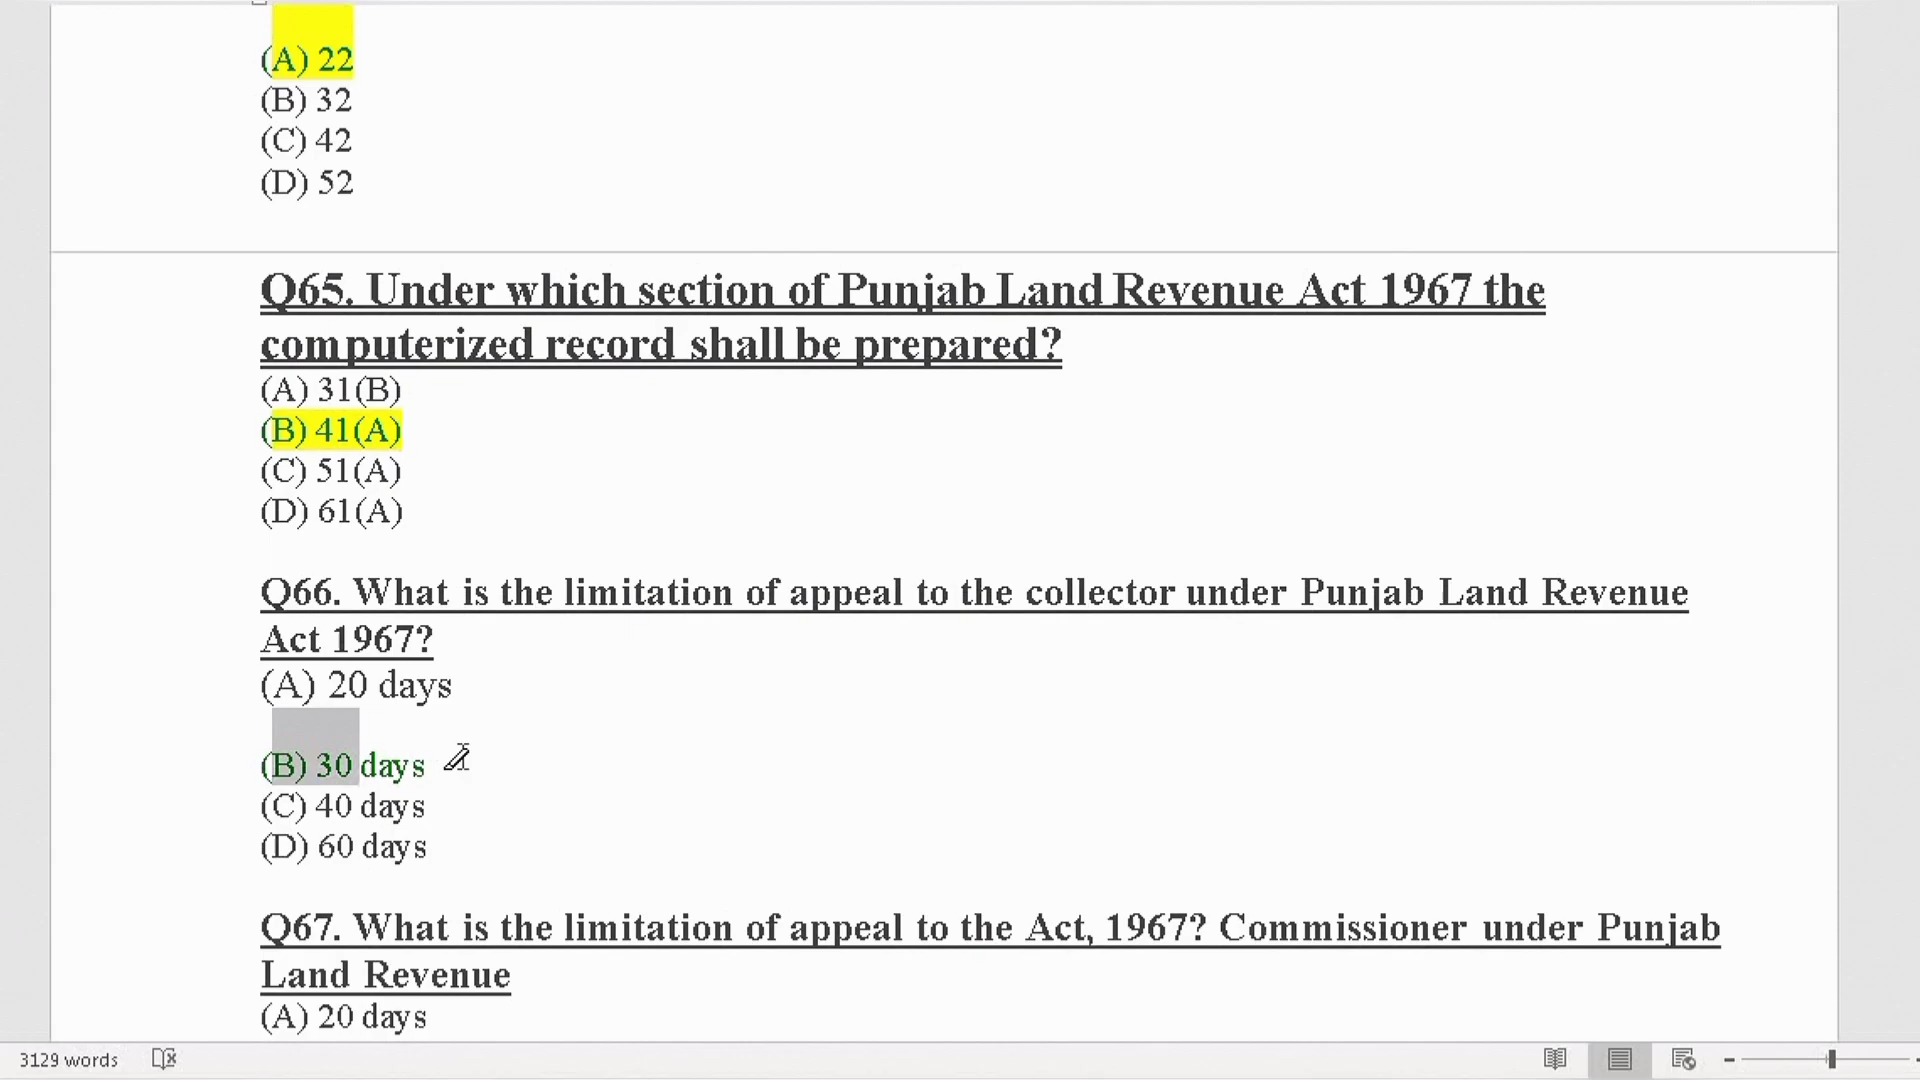 (A) 22
(B) 32
(C) 42
(D) 52
Q65. Under which section of Punjab Land Revenue Act 1967 the
computerized record shall be prepared?
(A) 31(B)
(B) 41(A)
(C) 51(A)
(D) 61(A)
Q66. What is the limitation of appeal to the collector under Punjab Land Revenue
Act 1967?
(A) 20 days
(B) 30 days
(C) 40 days
(D) 60 days
Q67. What is the limitation of appeal to the Act, 1967? Commissioner under Punjab
Land Revenue
(A) 20 days
3129 words